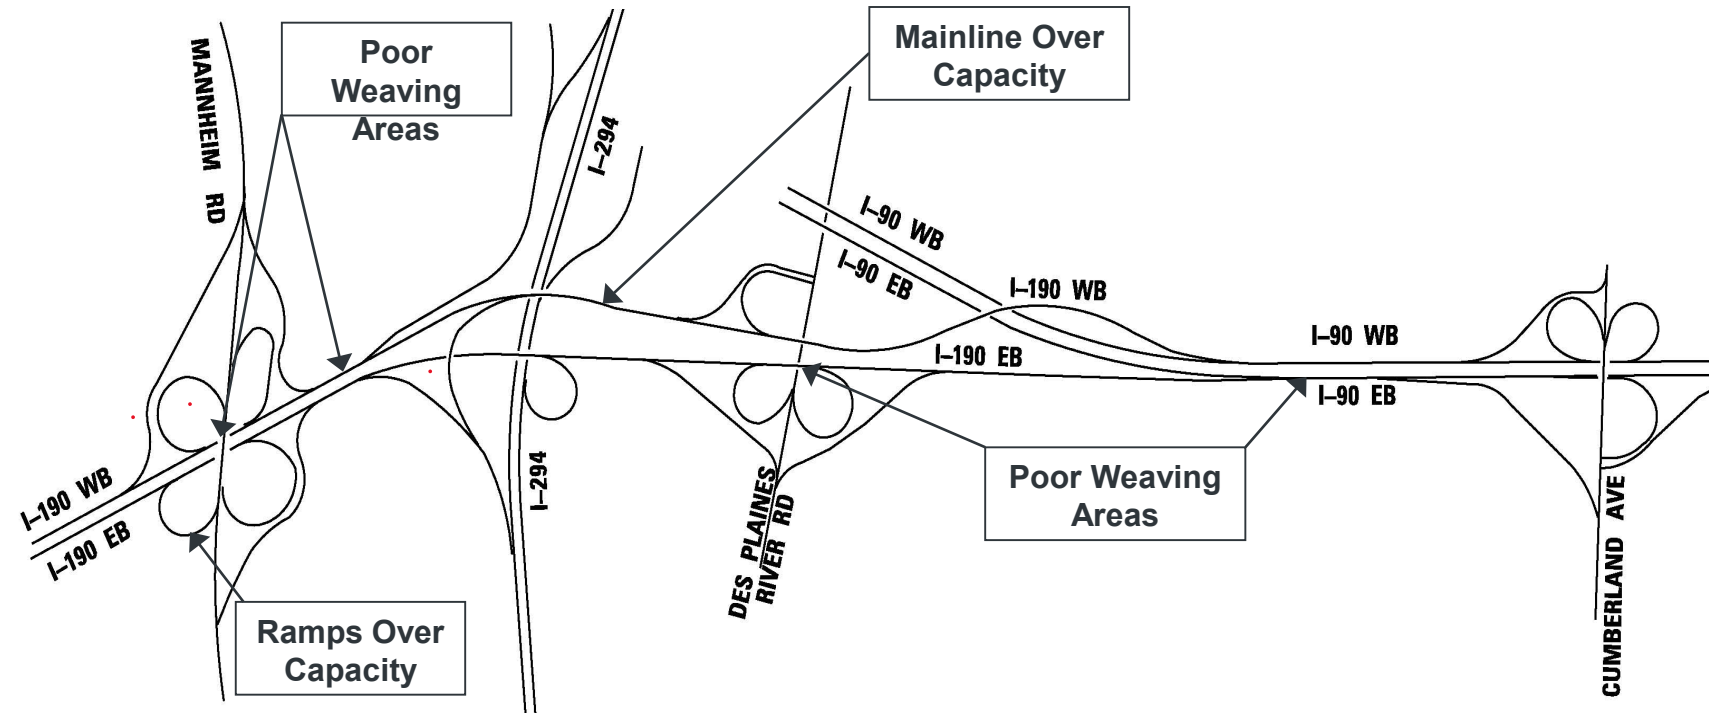 MANNHEIM RD
Poor
Weaving
Areas
Mainline Over
Capacity
I-294
I-90 WB
I-90 EB
I-190 WB
I-190 EB
I-90 WB
I-90 EB
I-190 WB
I-190 EB
I-294
Poor Weaving
Areas
DES PLAINES
RIVER RD
CUMBERLAND AVE
Ramps Over
Capacity